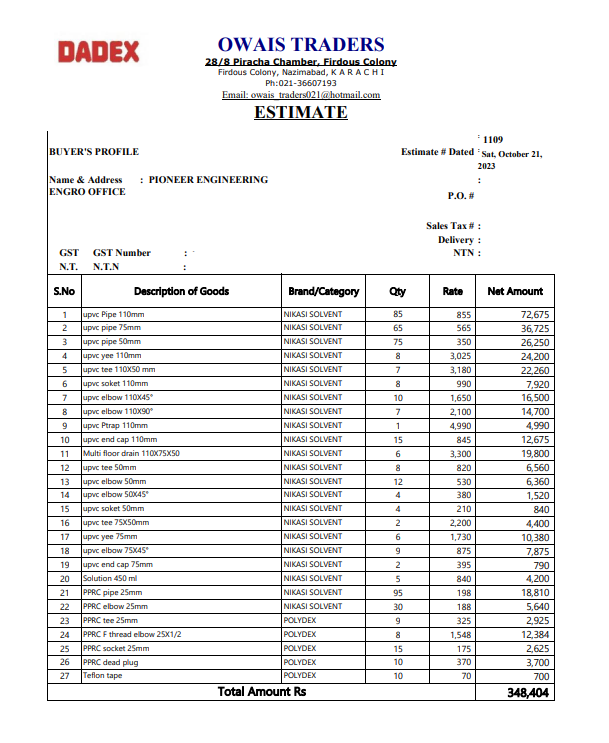 DADEX
OWAIS TRADERS
28/8 Piracha Chamber, Firdous Colony
Firdous Colony, Nazimabad, K A R A C H I
Ph:021-36607193
Email: owais_traders021@hotmail.com
ESTIMATE
: 1109
BUYER'S PROFILE Estimate # Dated : Sat, October 21, 2023
Name & Address : PIONEER ENGINEERING :
ENGRO OFFICE P.O. #
Sales Tax # :
Delivery :
GST GST Number : NTN :
N.T. N.T.N :
S.No Description of Goods Brand/Category Qty Rate Net Amount
1 upvc Pipe 110mm NIKASI SOLVENT 85 855 72,675
2 upvc pipe 75mm NIKASI SOLVENT 65 565 36,725
3 upvc pipe 50mm NIKASI SOLVENT 75 350 26,250
4 upvc yee 110mm NIKASI SOLVENT 8 3,025 24,200
5 upvc tee 110X50 mm NIKASI SOLVENT 7 3,180 22,260
6 upvc soket 110mm NIKASI SOLVENT 8 990 7,920
7 upvc elbow 110X45° NIKASI SOLVENT 10 1,650 16,500
8 upvc elbow 110X90° NIKASI SOLVENT 7 2,100 14,700
9 upvc Ptrap 110mm NIKASI SOLVENT 1 4,990 4,990
10 upvc end cap 110mm NIKASI SOLVENT 15 845 12,675
11 Multi floor drain 110X75X50 NIKASI SOLVENT 6 3,300 19,800
12 upvc tee 50mm NIKASI SOLVENT 8 820 6,560
13 upvc elbow 50mm NIKASI SOLVENT 12 530 6,360
14 upvc elbow 50X45° NIKASI SOLVENT 4 380 1,520
15 upvc soket 50mm NIKASI SOLVENT 4 210 840
16 upvc tee 75X50mm NIKASI SOLVENT 2 2,200 4,400
17 upvc yee 75mm NIKASI SOLVENT 6 1,730 10,380
18 upvc elbow 75X45° NIKASI SOLVENT 9 875 7,875
19 upvc end cap 75mm NIKASI SOLVENT 2 395 790
20 Solution 450 ml NIKASI SOLVENT 5 840 4,200
21 PPRC pipe 25mm NIKASI SOLVENT 95 198 18,810
22 PPRC elbow 25mm NIKASI SOLVENT 30 188 5,640
23 PPRC tee 25mm POLYDEX 9 325 2,925
24 PPRC F thread elbow 25X1/2 POLYDEX 8 1,548 12,384
25 PPRC socket 25mm POLYDEX 15 175 2,625
26 PPRC dead plug POLYDEX 10 370 3,700
27 Teflon tape POLYDEX 10 70 700
Total Amount Rs 348,404